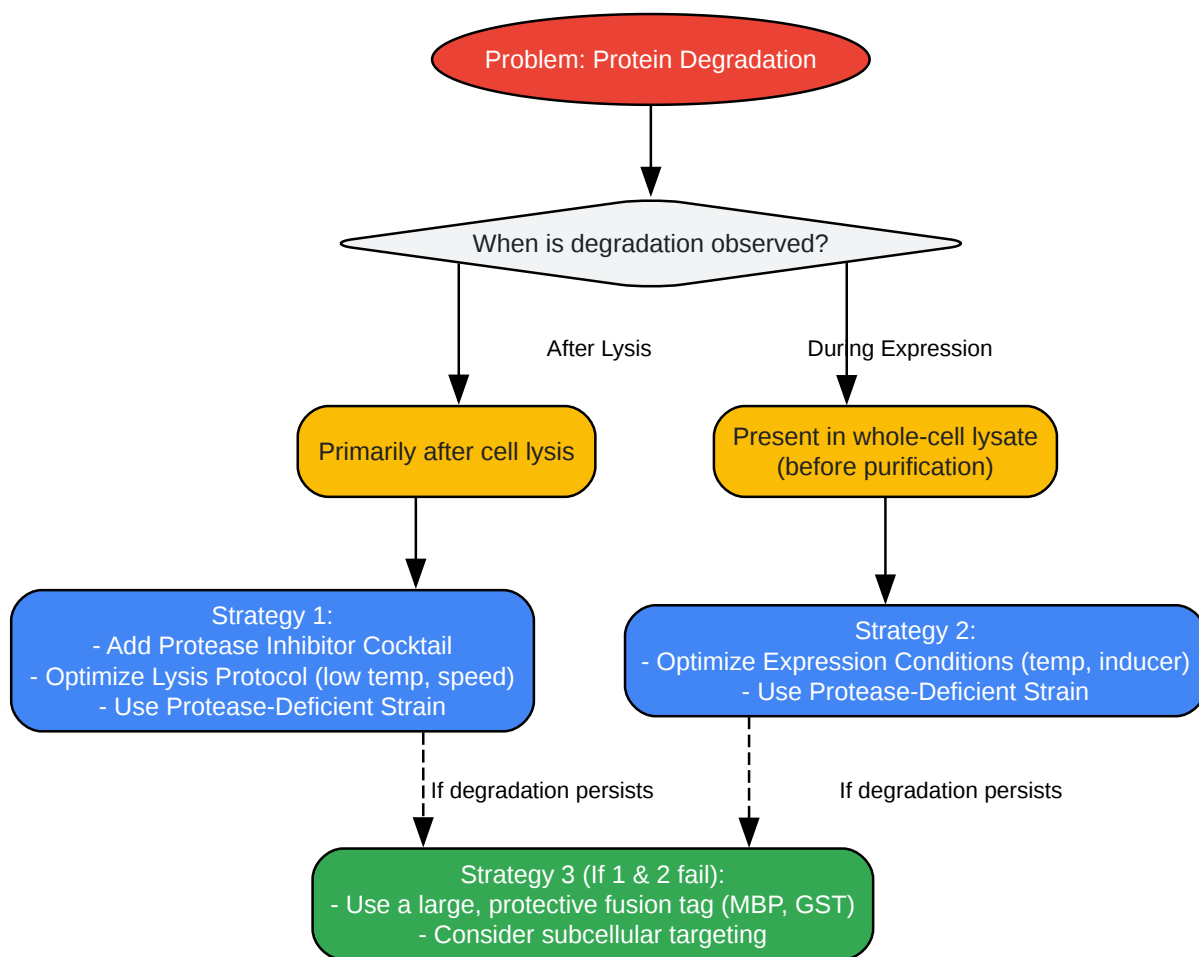 Problem: Protein Degradation
When is degradation observed?
After Lysis
During Expression
Primarily after cell lysis
Present in whole-cell lysate
(before purification)
Strategy 1:
- Add Protease Inhibitor Cocktail
- Optimize Lysis Protocol (low temp, speed)
- Use Protease-Deficient Strain
Strategy 2:
- Optimize Expression Conditions (temp, inducer)
- Use Protease-Deficient Strain
If degradation persists
If degradation persists
Strategy 3 (If 1 & 2 fail):
- Use a large, protective fusion tag (MBP, GST)
- Consider subcellular targeting